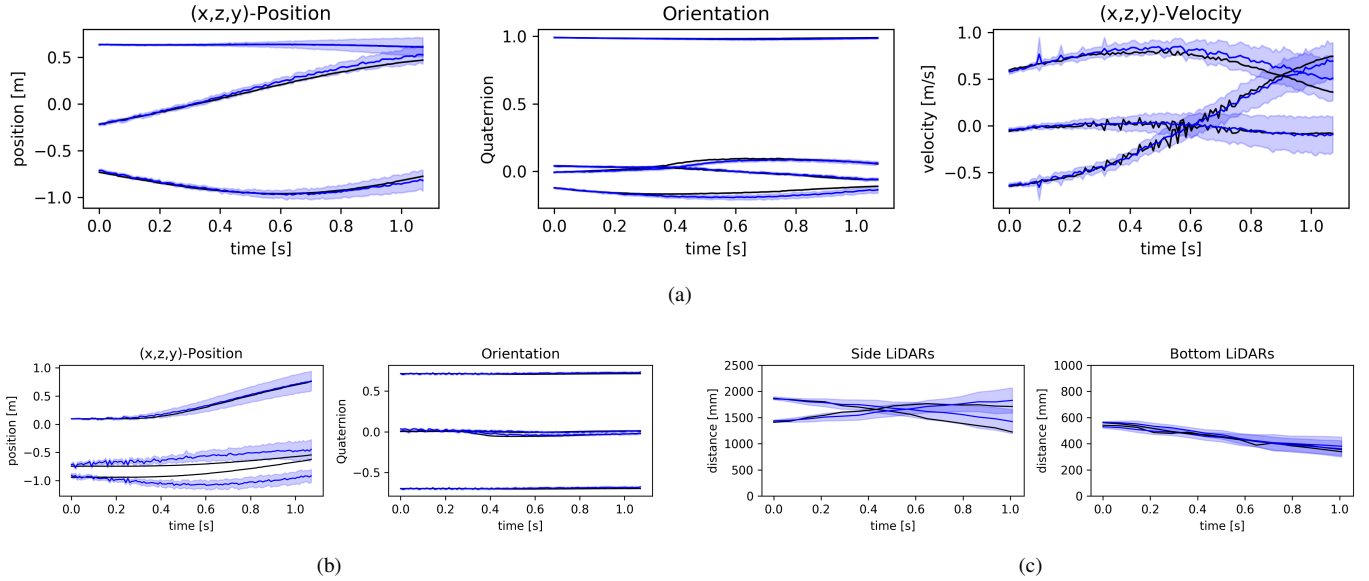 (x,z,y)-Position
Orientation
(x,z,y)-Velocity
position [m]
0.5
0.0
−0.5
−1.0
0.0 0.2 0.4 0.6 0.8 1.0
time [s]
Quaternion
1.0
0.5
0.0
0.0 0.2 0.4 0.6 0.8 1.0
time [s]
velocity [m/s]
1.0
0.5
0.0
−0.5
0.0 0.2 0.4 0.6 0.8 1.0
time [s]
(a)
(x,z,y)-Position
Orientation
Side LiDARs
Bottom LiDARs
position [m]
1.0
0.5
0.0
−0.5
−1.0
0.0 0.2 0.4 0.6 0.8 1.0
time [s]
Quaternion
0.5
0.0
−0.5
0.0 0.2 0.4 0.6 0.8 1.0
time [s]
distance [mm]
2500
2000
1500
1000
500
0
0.0 0.2 0.4 0.6 0.8 1.0
time [s]
distance [mm]
1000
800
600
400
200
0
0.0 0.2 0.4 0.6 0.8 1.0
time [s]
(b)
(c)